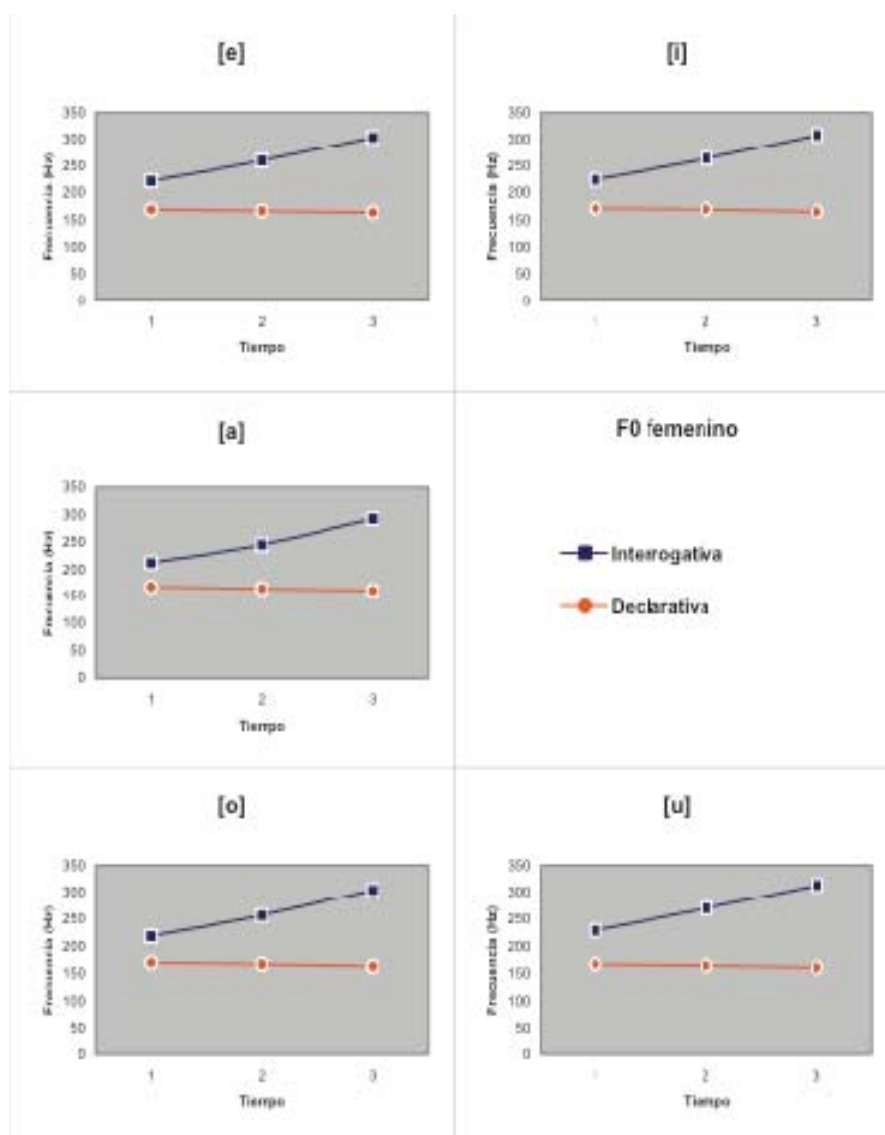 [e]
350
300
250
200
150
100
50
0
Frecuencia (Hz)
1 2 3
Tiempo
[i]
350
300
250
200
150
100
50
0
Frecuencia (Hz)
1 2 3
Tiempo
[a]
350
300
250
200
150
100
50
0
Frecuencia (Hz)
1 2 3
Tiempo
F0 femenino
Interrogativa
Declarativa
[o]
350
300
250
200
150
100
50
0
Frecuencia (Hz)
1 2 3
Tiempo
[u]
350
300
250
200
150
100
50
0
Frecuencia (Hz)
1 2 3
Tiempo